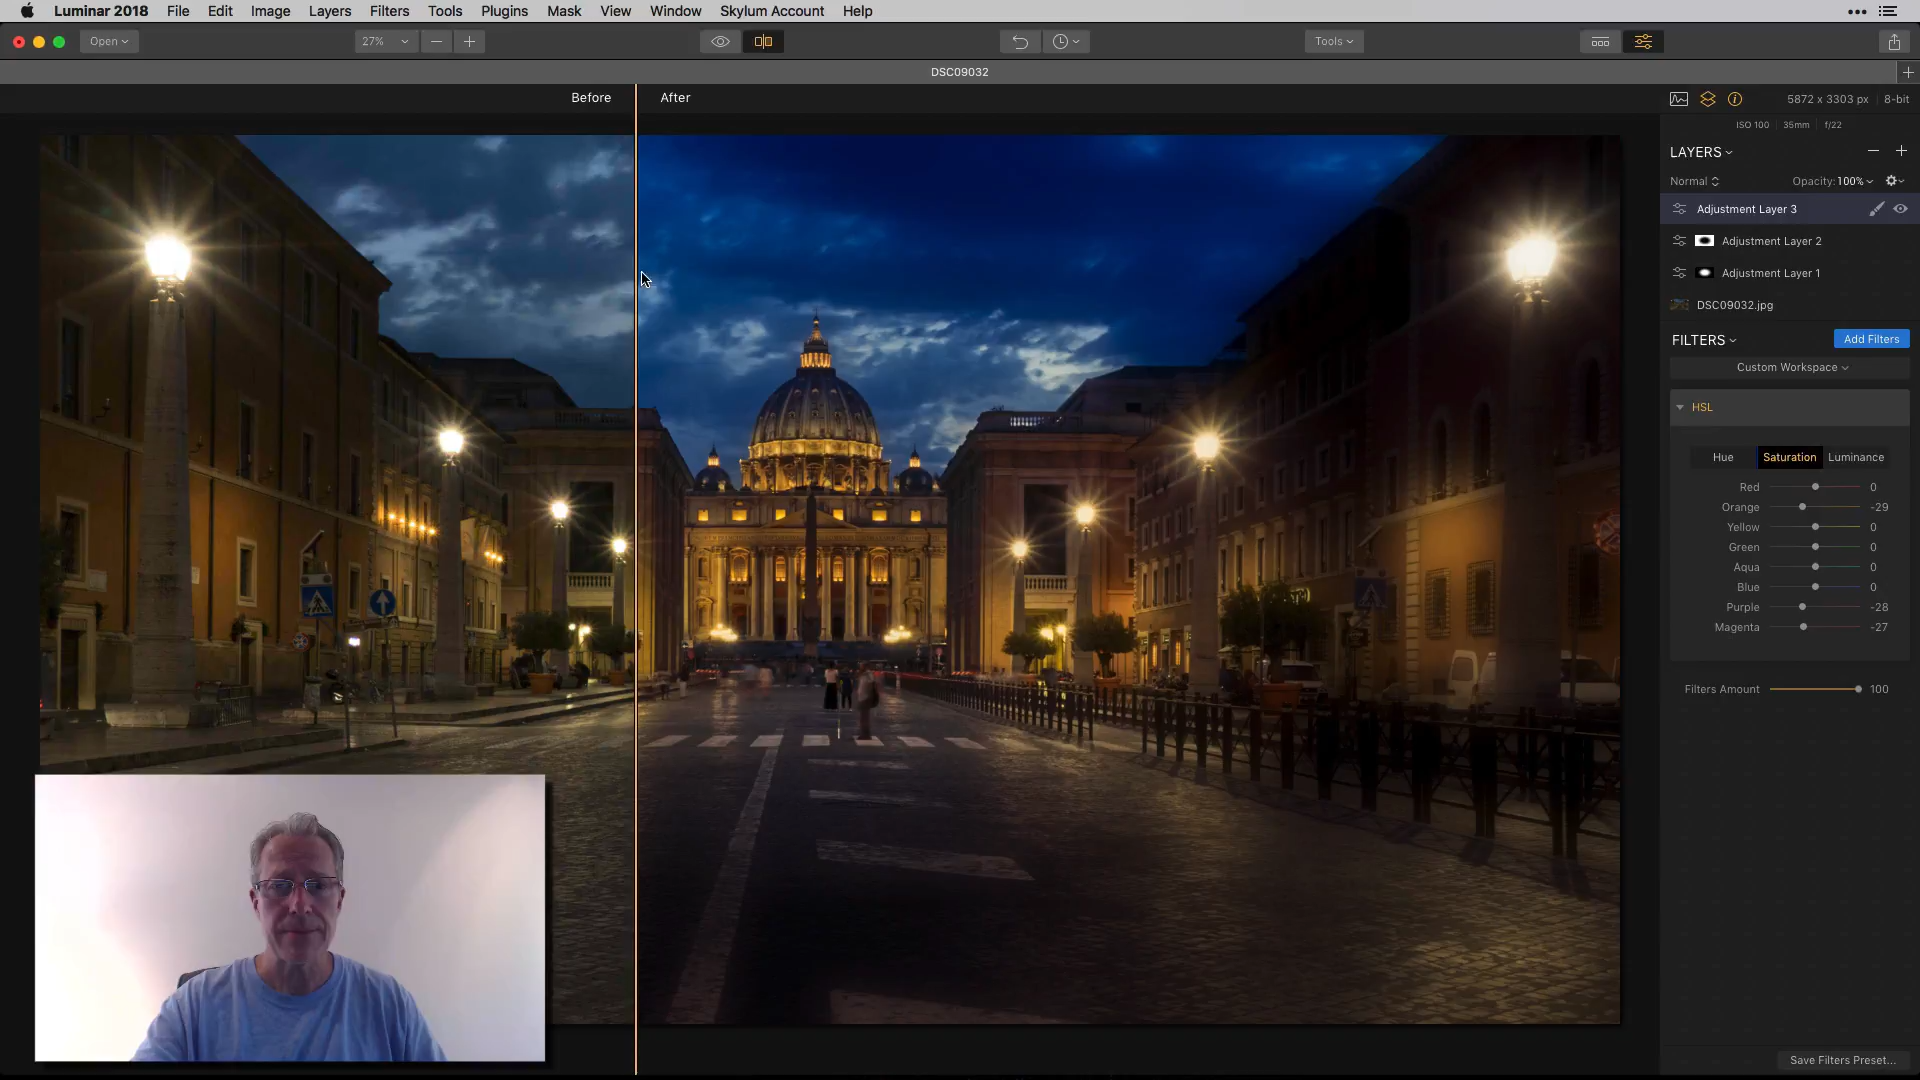 Luminar 2018 File Edit Image Layers Filters Tools Plugins Mask View Window Skylum Account Help
Open 27% Tools
DSC09032
Before After
5872 x 3303 px 8-bit
ISO 100 35mm f/22
LAYERS
Normal Opacity: 100%
Adjustment Layer 3
Adjustment Layer 2
Adjustment Layer 1
DSC09032.jpg
FILTERS Add Filters
Custom Workspace
HSL
Hue Saturation Luminance
Red 0
Orange -29
Yellow 0
Green 0
Aqua 0
Blue 0
Purple -28
Magenta -27
Filters Amount 100
Save Filters Preset...